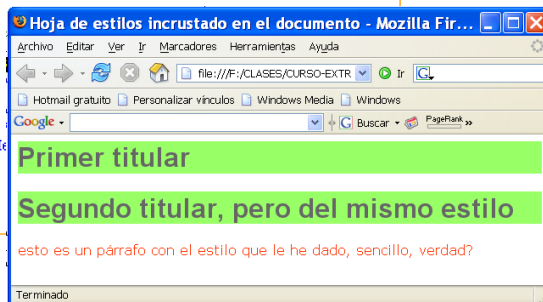 Hoja de estilos incrustado en el documento - Mozilla Fir...
Archivo Editar Ver Ir Marcadores Herramientas Ayuda
file:///F:/CLASES/CURSO-EXTR Ir G
Hotmail gratuito Personalizar vínculos Windows Media Windows
Google G Buscar PageRank »
Primer titular
Segundo titular, pero del mismo estilo
esto es un párrafo con el estilo que le he dado, sencillo, verdad?
Terminado